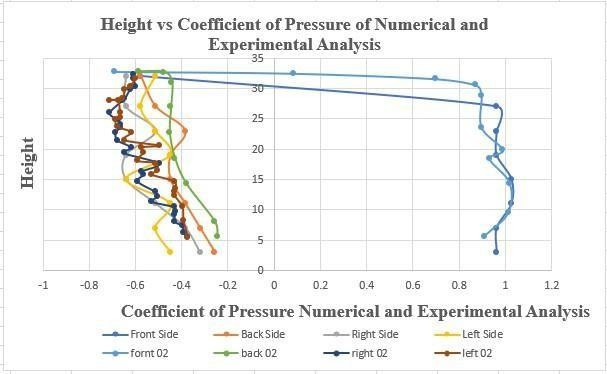 Height vs Coefficient of Pressure of Numerical and
Experimental Analysis
35
30
25
20
15
10
5
0
-1 -0.8 -0.6 -0.4 -0.2 0 0.2 0.4 0.6 0.8 1 1.2
Height
Coefficient of Pressure Numerical and Experimental Analysis
Front Side Back Side Right Side Left Side
fornt 02 back 02 right 02 left 02